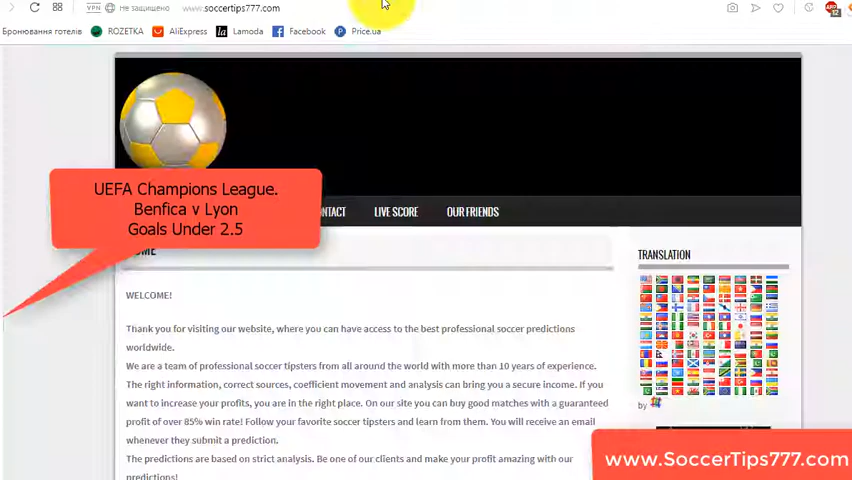 VPN Не защищено www.soccertips777.com
Бронювання готелів ROZETKA AliExpress la Lamoda Facebook P Price.ua
UEFA Champions League.
Benfica v Lyon
Goals Under 2.5
LIVE SCORE OUR FRIENDS
TRANSLATION
WELCOME!
by
Thank you for visiting our website, where you can have access to the best professional soccer predictions
worldwide.
We are a team of professional soccer tipsters from all around the world with more than 10 years of experience.
The right information, correct sources, coefficient movement and analysis can bring you a secure income. If you
want to increase your profits, you are in the right place. On our site you can buy good matches with a guaranteed
profit of over 85% win rate! Follow your favorite soccer tipsters and learn from them. You will receive an email
whenever they submit a prediction.
The predictions are based on strict analysis. Be one of our clients and make your profit amazing with our
predictions!
www.SoccerTips777.com